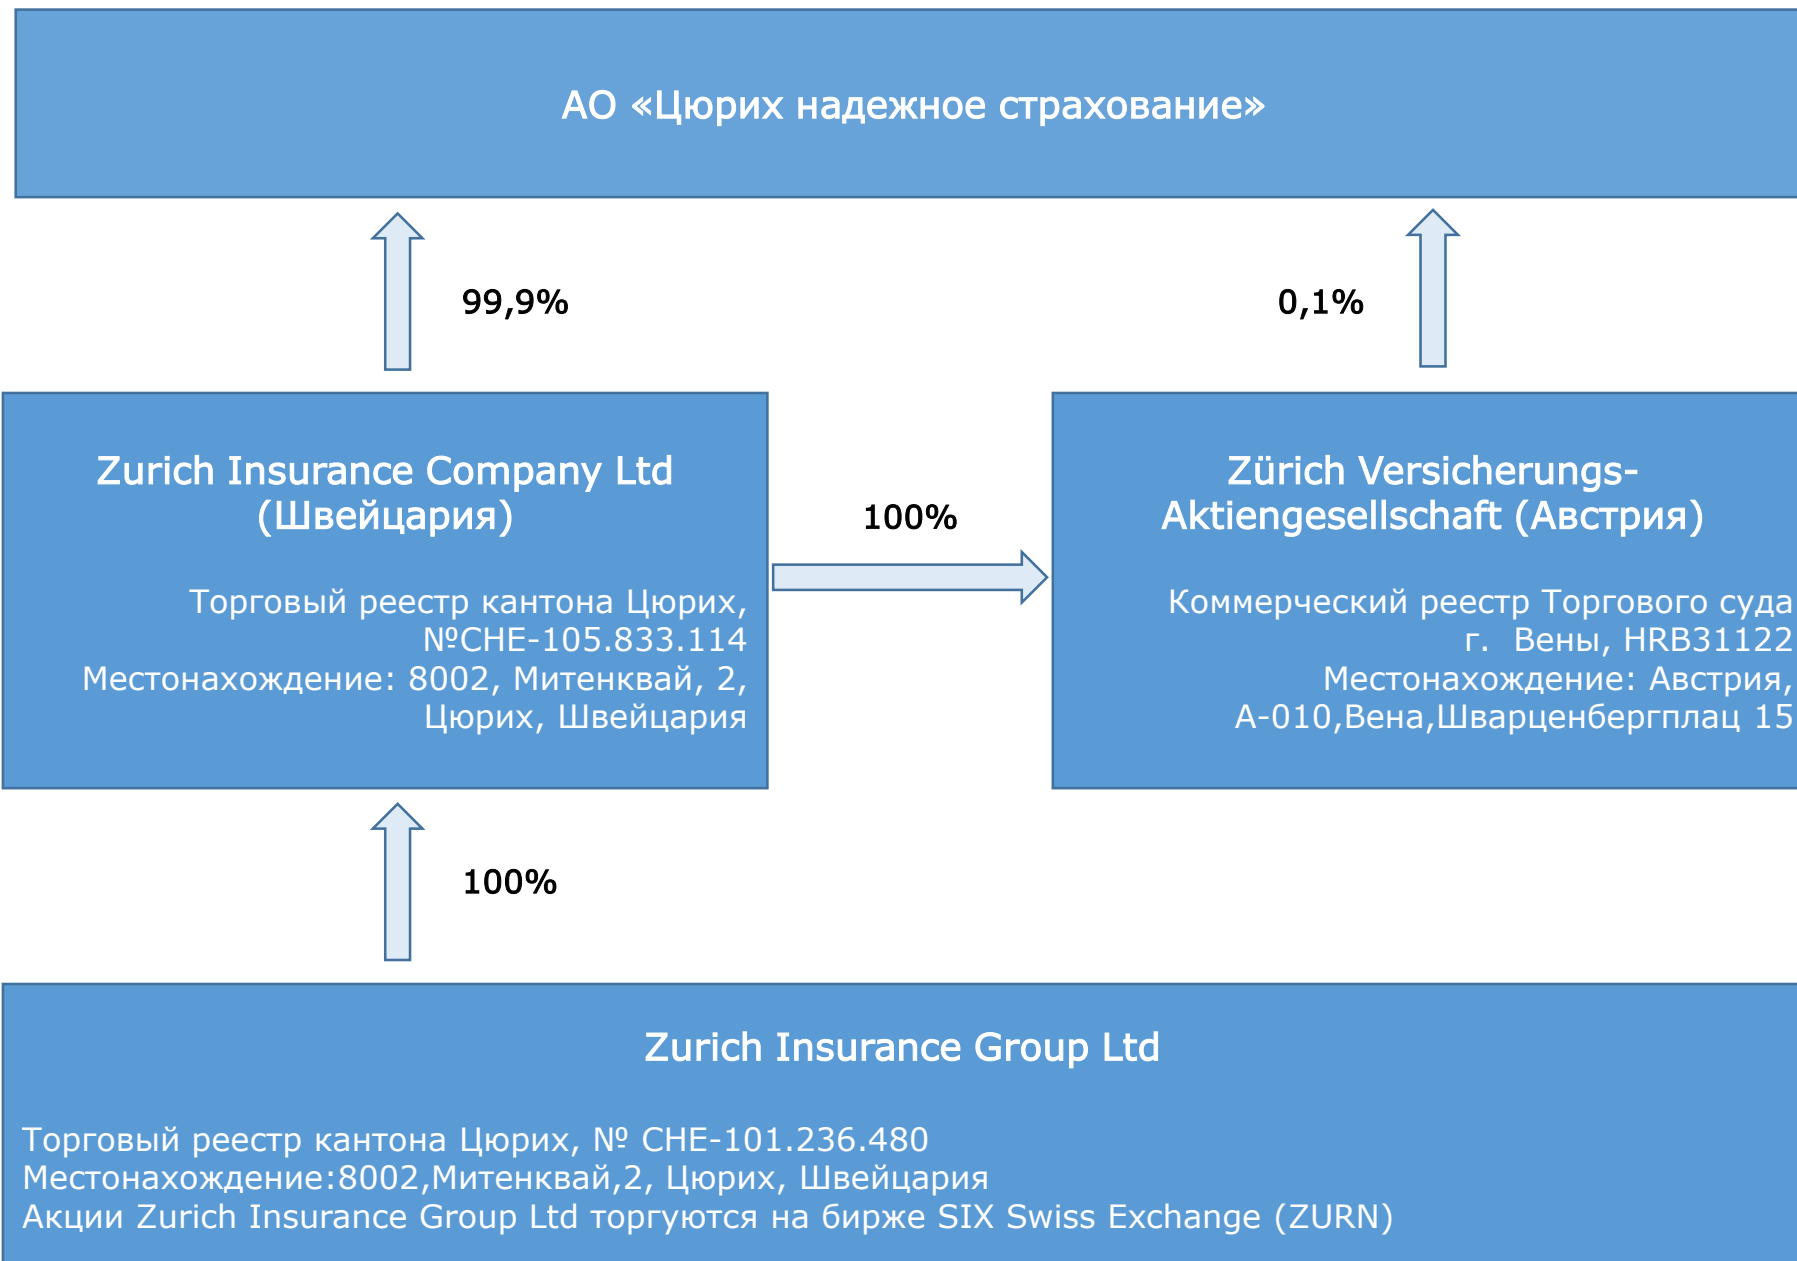 АО «Цюрих надежное страхование»
99,9%
0,1%
Zurich Insurance Company Ltd
(Швейцария)
Торговый реестр кантона Цюрих,
№CHE-105.833.114
Местонахождение: 8002, Митенквай, 2,
Цюрих, Швейцария
100%
Zürich Versicherungs-
Aktiengesellschaft (Австрия)
Коммерческий реестр Торгового суда
г. Вены, HRB31122
Местонахождение: Австрия,
А-010,Вена,Шварценбергплац 15
100%
Zurich Insurance Group Ltd
Торговый реестр кантона Цюрих, № CHE-101.236.480
Местонахождение:8002,Митенквай,2, Цюрих, Швейцария
Акции Zurich Insurance Group Ltd торгуются на бирже SIX Swiss Exchange (ZURN)